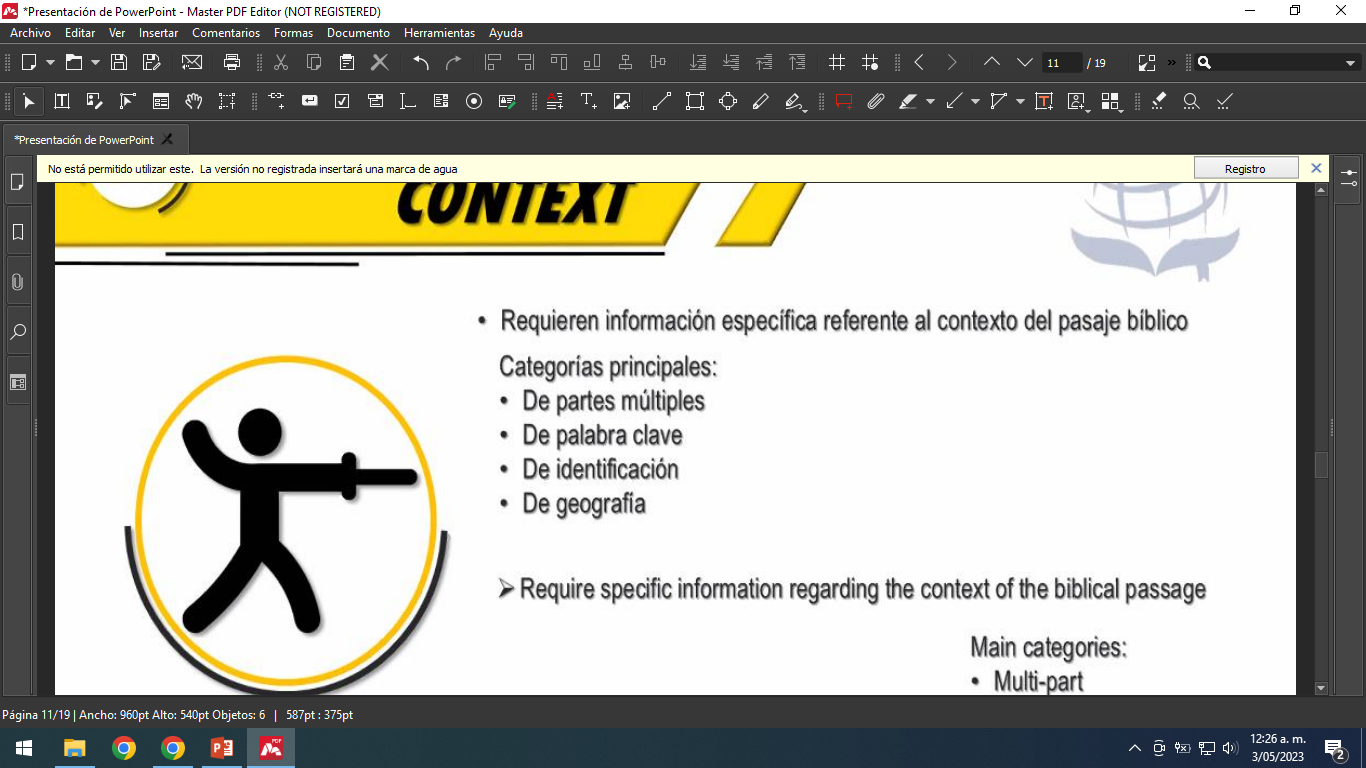 *Presentación de PowerPoint - Master PDF Editor (NOT REGISTERED)
Archivo Editar Ver Insertar Comentarios Formas Documento Herramientas Ayuda
11 / 19
*Presentación de PowerPoint
No está permitido utilizar este. La versión no registrada insertará una marca de agua
Registro
CONTEXT
• Requieren información específica referente al contexto del pasaje bíblico
Categorías principales:
• De partes múltiples
• De palabra clave
• De identificación
• De geografía
➢ Require specific information regarding the context of the biblical passage
Main categories:
• Multi-part
Página 11/19 | Ancho: 960pt Alto: 540pt Objetos: 6 | 587pt : 375pt
12:26 a. m.
3/05/2023
2